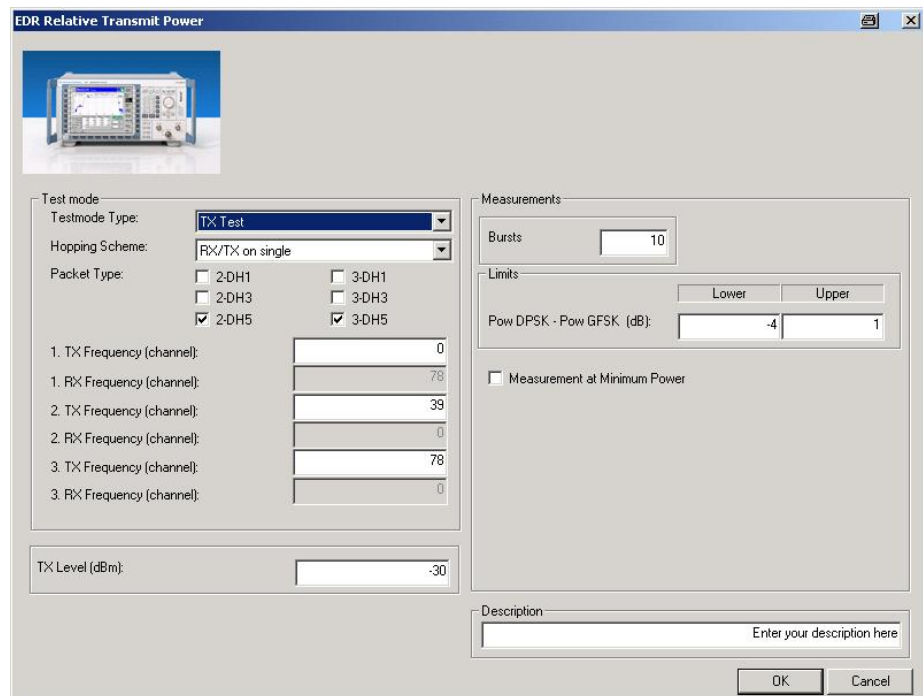 EDR Relative Transmit Power
Test mode
Testmode Type:
TX Test
Hopping Scheme:
RX/TX on single
Packet Type:
2-DH1
3-DH1
2-DH3
3-DH3
2-DH5
3-DH5
1. TX Frequency (channel):
0
1. RX Frequency (channel):
78
2. TX Frequency (channel):
39
2. RX Frequency (channel):
0
3. TX Frequency (channel):
78
3. RX Frequency (channel):
0
TX Level (dBm):
-30
Measurements
Bursts
10
Limits
Lower
Upper
Pow DPSK - Pow GFSK (dB):
-4
1
Measurement at Minimum Power
Description
Enter your description here
OK
Cancel